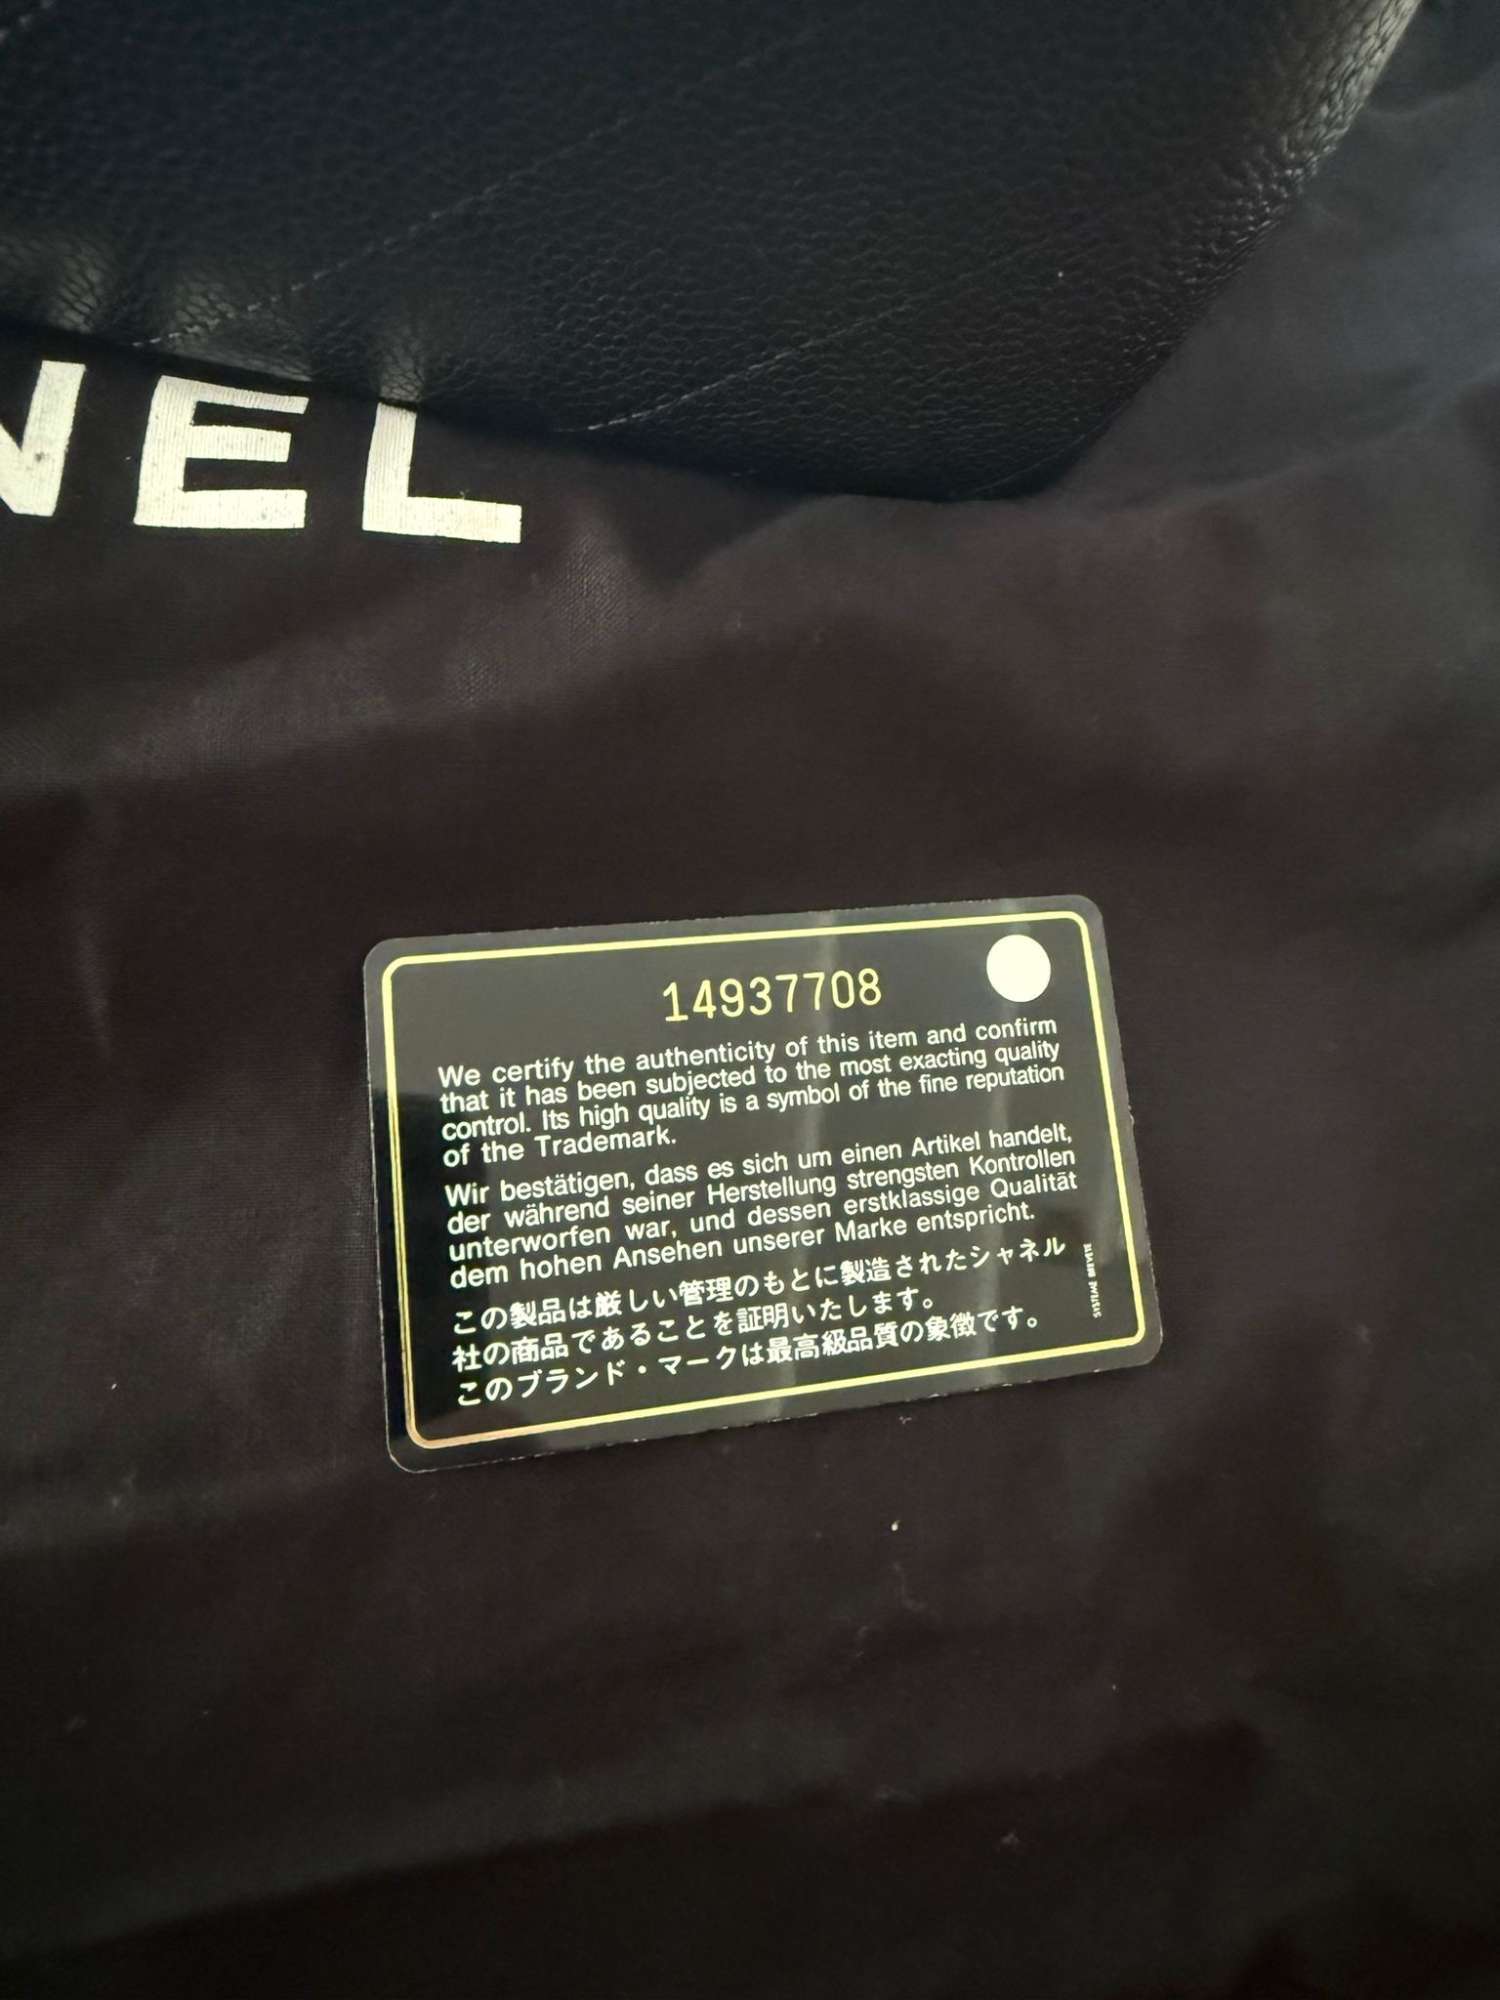 NEL
14937708
We certify the authenticity of this item and confirm
that it has been subjected to the most exacting quality
control. Its high quality is a symbol of the fine reputation
of the Trademark.
Wir bestätigen, dass es sich um einen Artikel handelt,
der während seiner Herstellung strengsten Kontrollen
unterworfen war, und dessen erstklassige Qualität
dem hohen Ansehen unserer Marke entspricht.
この製品は厳しい管理のもとに製造されたシャネル
社の商品であることを証明いたします。
このブランド・マークは最高級品質の象徴です。